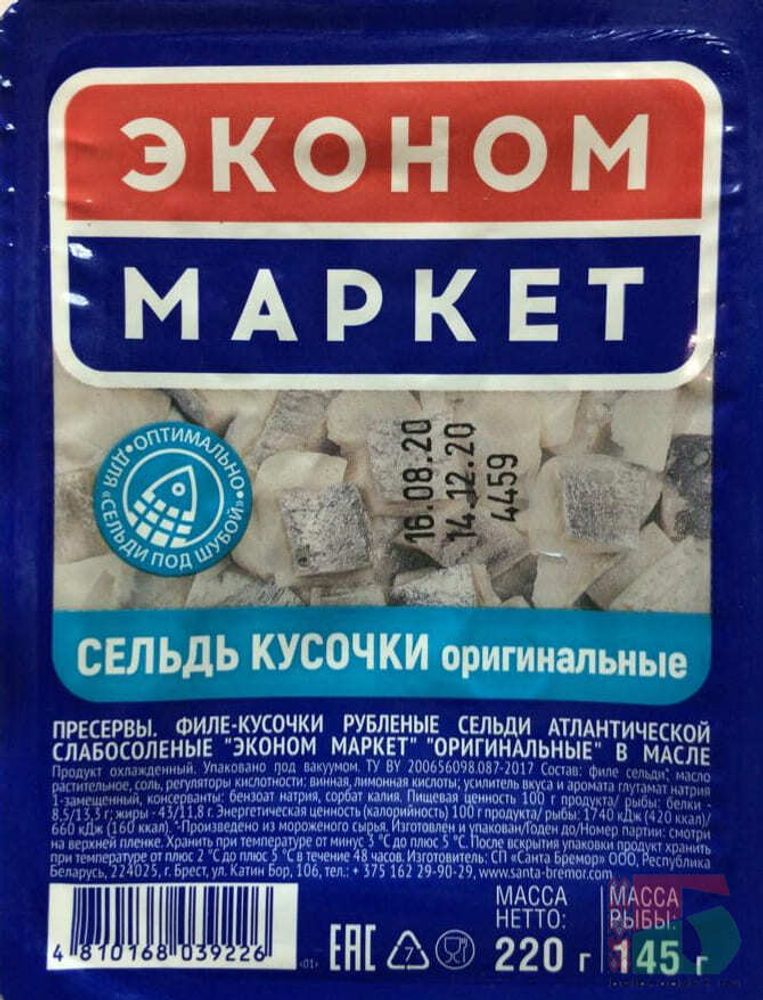 ЭКОНОМ
МАРКЕТ
•ОПТИМАЛЬНО•
ДЛЯ «СЕЛЬДИ ПОД ШУБОЙ»
16.08.20
14.12.20
4459
СЕЛЬДЬ КУСОЧКИ оригинальные
ПРЕСЕРВЫ. ФИЛЕ-КУСОЧКИ РУБЛЕНЫЕ СЕЛЬДИ АТЛАНТИЧЕСКОЙ
СЛАБОСОЛЕНЫЕ "ЭКОНОМ МАРКЕТ" "ОРИГИНАЛЬНЫЕ" В МАСЛЕ
Продукт охлажденный. Упаковано под вакуумом. ТУ BY 200656098.087-2017 Состав: филе сельди*, масло
растительное, соль, регуляторы кислотности: винная, лимонная кислоты; усилитель вкуса и аромата глутамат натрия
1-замещенный, консерванты: бензоат натрия, сорбат калия. Пищевая ценность 100 г продукта/ рыбы: белки -
8,5/13,3 г; жиры - 43/11,8 г. Энергетическая ценность (калорийность) 100 г продукта/ рыбы: 1740 кДж (420 ккал)/
660 кДж (160 ккал). *-Произведено из мороженого сырья. Изготовлен и упакован/Годен до/Номер партии: смотри
на верхней пленке. Хранить при температуре от минус 3 °С до плюс 5 °С. После вскрытия упаковки продукт хранить
при температуре от плюс 2 °С до плюс 5 °С в течение 48 часов. Изготовитель: СП «Санта Бремор» ООО, Республика
Беларусь, 224025, г. Брест, ул. Катин Бор, 106, тел.: + 375 162 29-90-29, www.santa-bremor.com
4 810168 039226
‹01›
ЕАС
7
МАССА
НЕТТО:
220 г
МАССА
РЫБЫ:
145 г